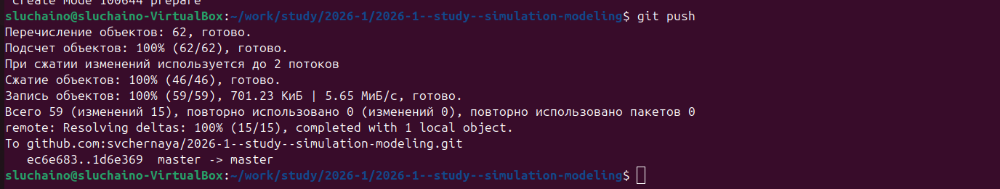 create mode 100644 prepare
sluchaino@sluchaino-VirtualBox:~/work/study/2026-1/2026-1--study--simulation-modeling$ git push
Перечисление объектов: 62, готово.
Подсчет объектов: 100% (62/62), готово.
При сжатии изменений используется до 2 потоков
Сжатие объектов: 100% (46/46), готово.
Запись объектов: 100% (59/59), 701.23 КиБ | 5.65 МиБ/с, готово.
Всего 59 (изменений 15), повторно использовано 0 (изменений 0), повторно использовано пакетов 0
remote: Resolving deltas: 100% (15/15), completed with 1 local object.
To github.com:svchernaya/2026-1--study--simulation-modeling.git
   ec6e683..1d6e369  master -> master
sluchaino@sluchaino-VirtualBox:~/work/study/2026-1/2026-1--study--simulation-modeling$